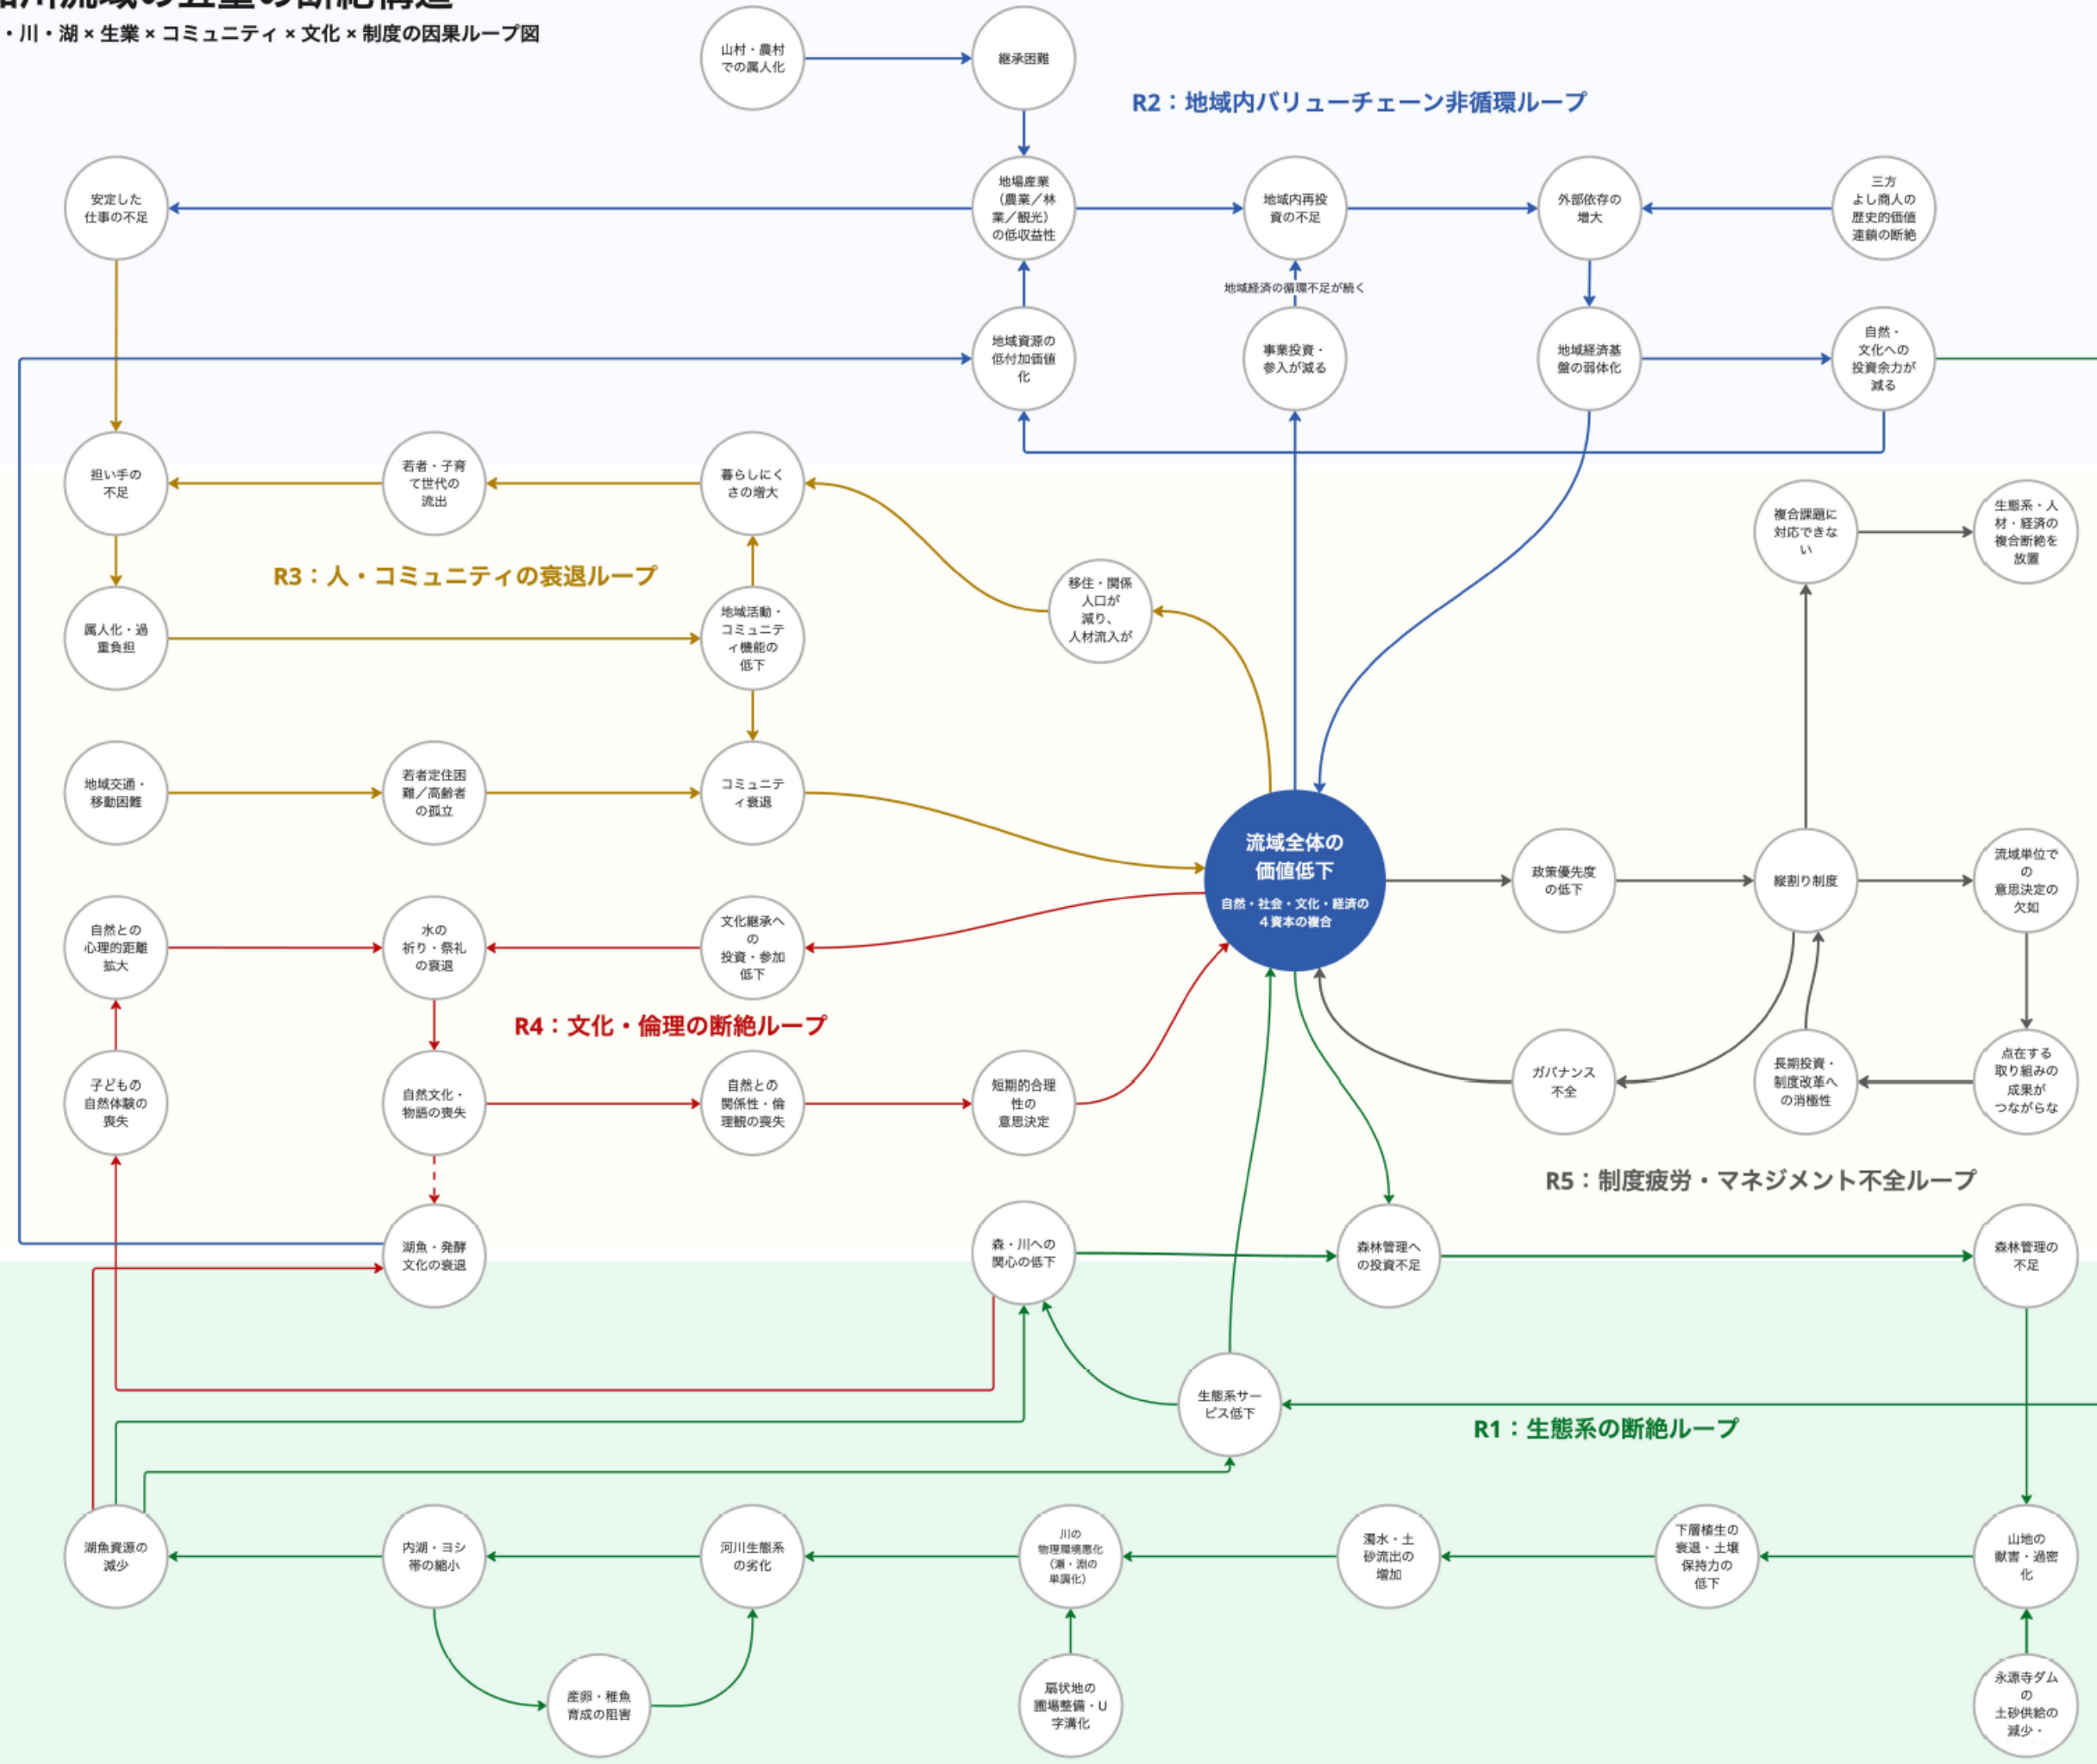 川流域の五重の断絶構造
・川・湖 × 生業 × コミュニティ × 文化 × 制度の因果ループ図
山村・農村
での属人化
継承困難
R2：地域内バリューチェーン非循環ループ
安定した
仕事の不足
地場産業
（農業／林
業／観光）
の低収益性
地域内再投
資の不足
外部依存の
増大
三方
よし商人の
歴史的価値
連鎖の断絶
地域経済の循環不足が続く
地域資源の
低付加価値
化
事業投資・
参入が減る
地域経済基
盤の弱体化
自然・
文化への
投資余力が
減る
担い手の
不足
若者・子育
て世代の
流出
暮らしにく
さの増大
複合課題に
対応できな
い
生態系・人
材・経済の
複合断絶を
放置
R3：人・コミュニティの衰退ループ
移住・関係
人口が
減り、
人材流入が
属人化・過
重負担
地域活動・
コミュニテ
ィ機能の
低下
地域交通・
移動困難
若者定住困
難／高齢者
の孤立
コミュニテ
ィ衰退
流域全体の
価値低下
自然・社会・文化・経済の
４資本の複合
政策優先度
の低下
縦割り制度
流域単位で
の
意思決定の
欠如
自然との
心理的距離
拡大
水の
祈り・祭礼
の衰退
文化継承へ
の
投資・参加
低下
R4：文化・倫理の断絶ループ
子どもの
自然体験の
喪失
自然文化・
物語の喪失
自然との
関係性・倫
理観の喪失
短期的合理
性の
意思決定
ガバナンス
不全
長期投資・
制度改革へ
の消極性
点在する
取り組みの
成果が
つながらな
R5：制度疲労・マネジメント不全ループ
湖魚・発酵
文化の衰退
森・川への
関心の低下
森林管理へ
の投資不足
森林管理の
不足
生態系サー
ビス低下
R1：生態系の断絶ループ
湖魚資源の
減少
内湖・ヨシ
帯の縮小
河川生態系
の劣化
川の
物理環境悪化
（瀬・淵の
単調化）
濁水・土
砂流出の
増加
下層植生の
衰退・土壌
保持力の
低下
山地の
獣害・過密
化
産卵・稚魚
育成の阻害
扇状地の
圃場整備・U
字溝化
永源寺ダム
の
土砂供給の
減少・